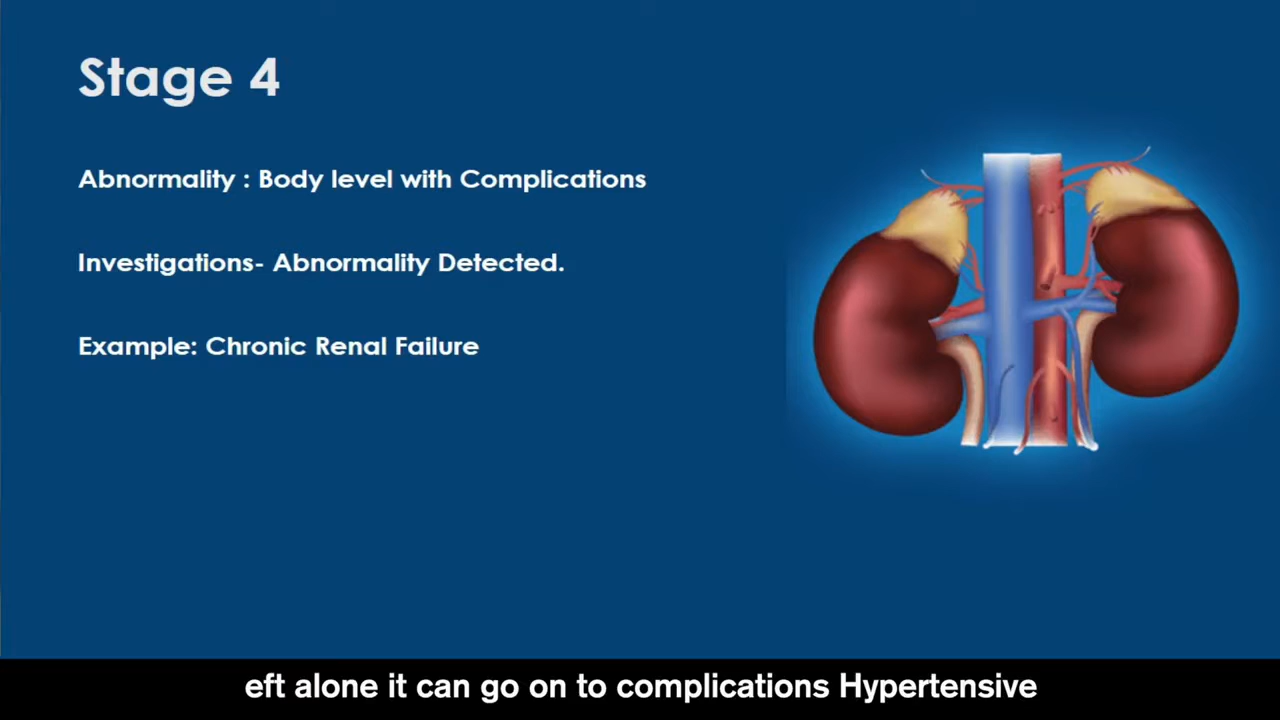 Stage 4
Abnormality : Body level with Complications
Investigations- Abnormality Detected.
Example: Chronic Renal Failure
eft alone it can go on to complications Hypertensive